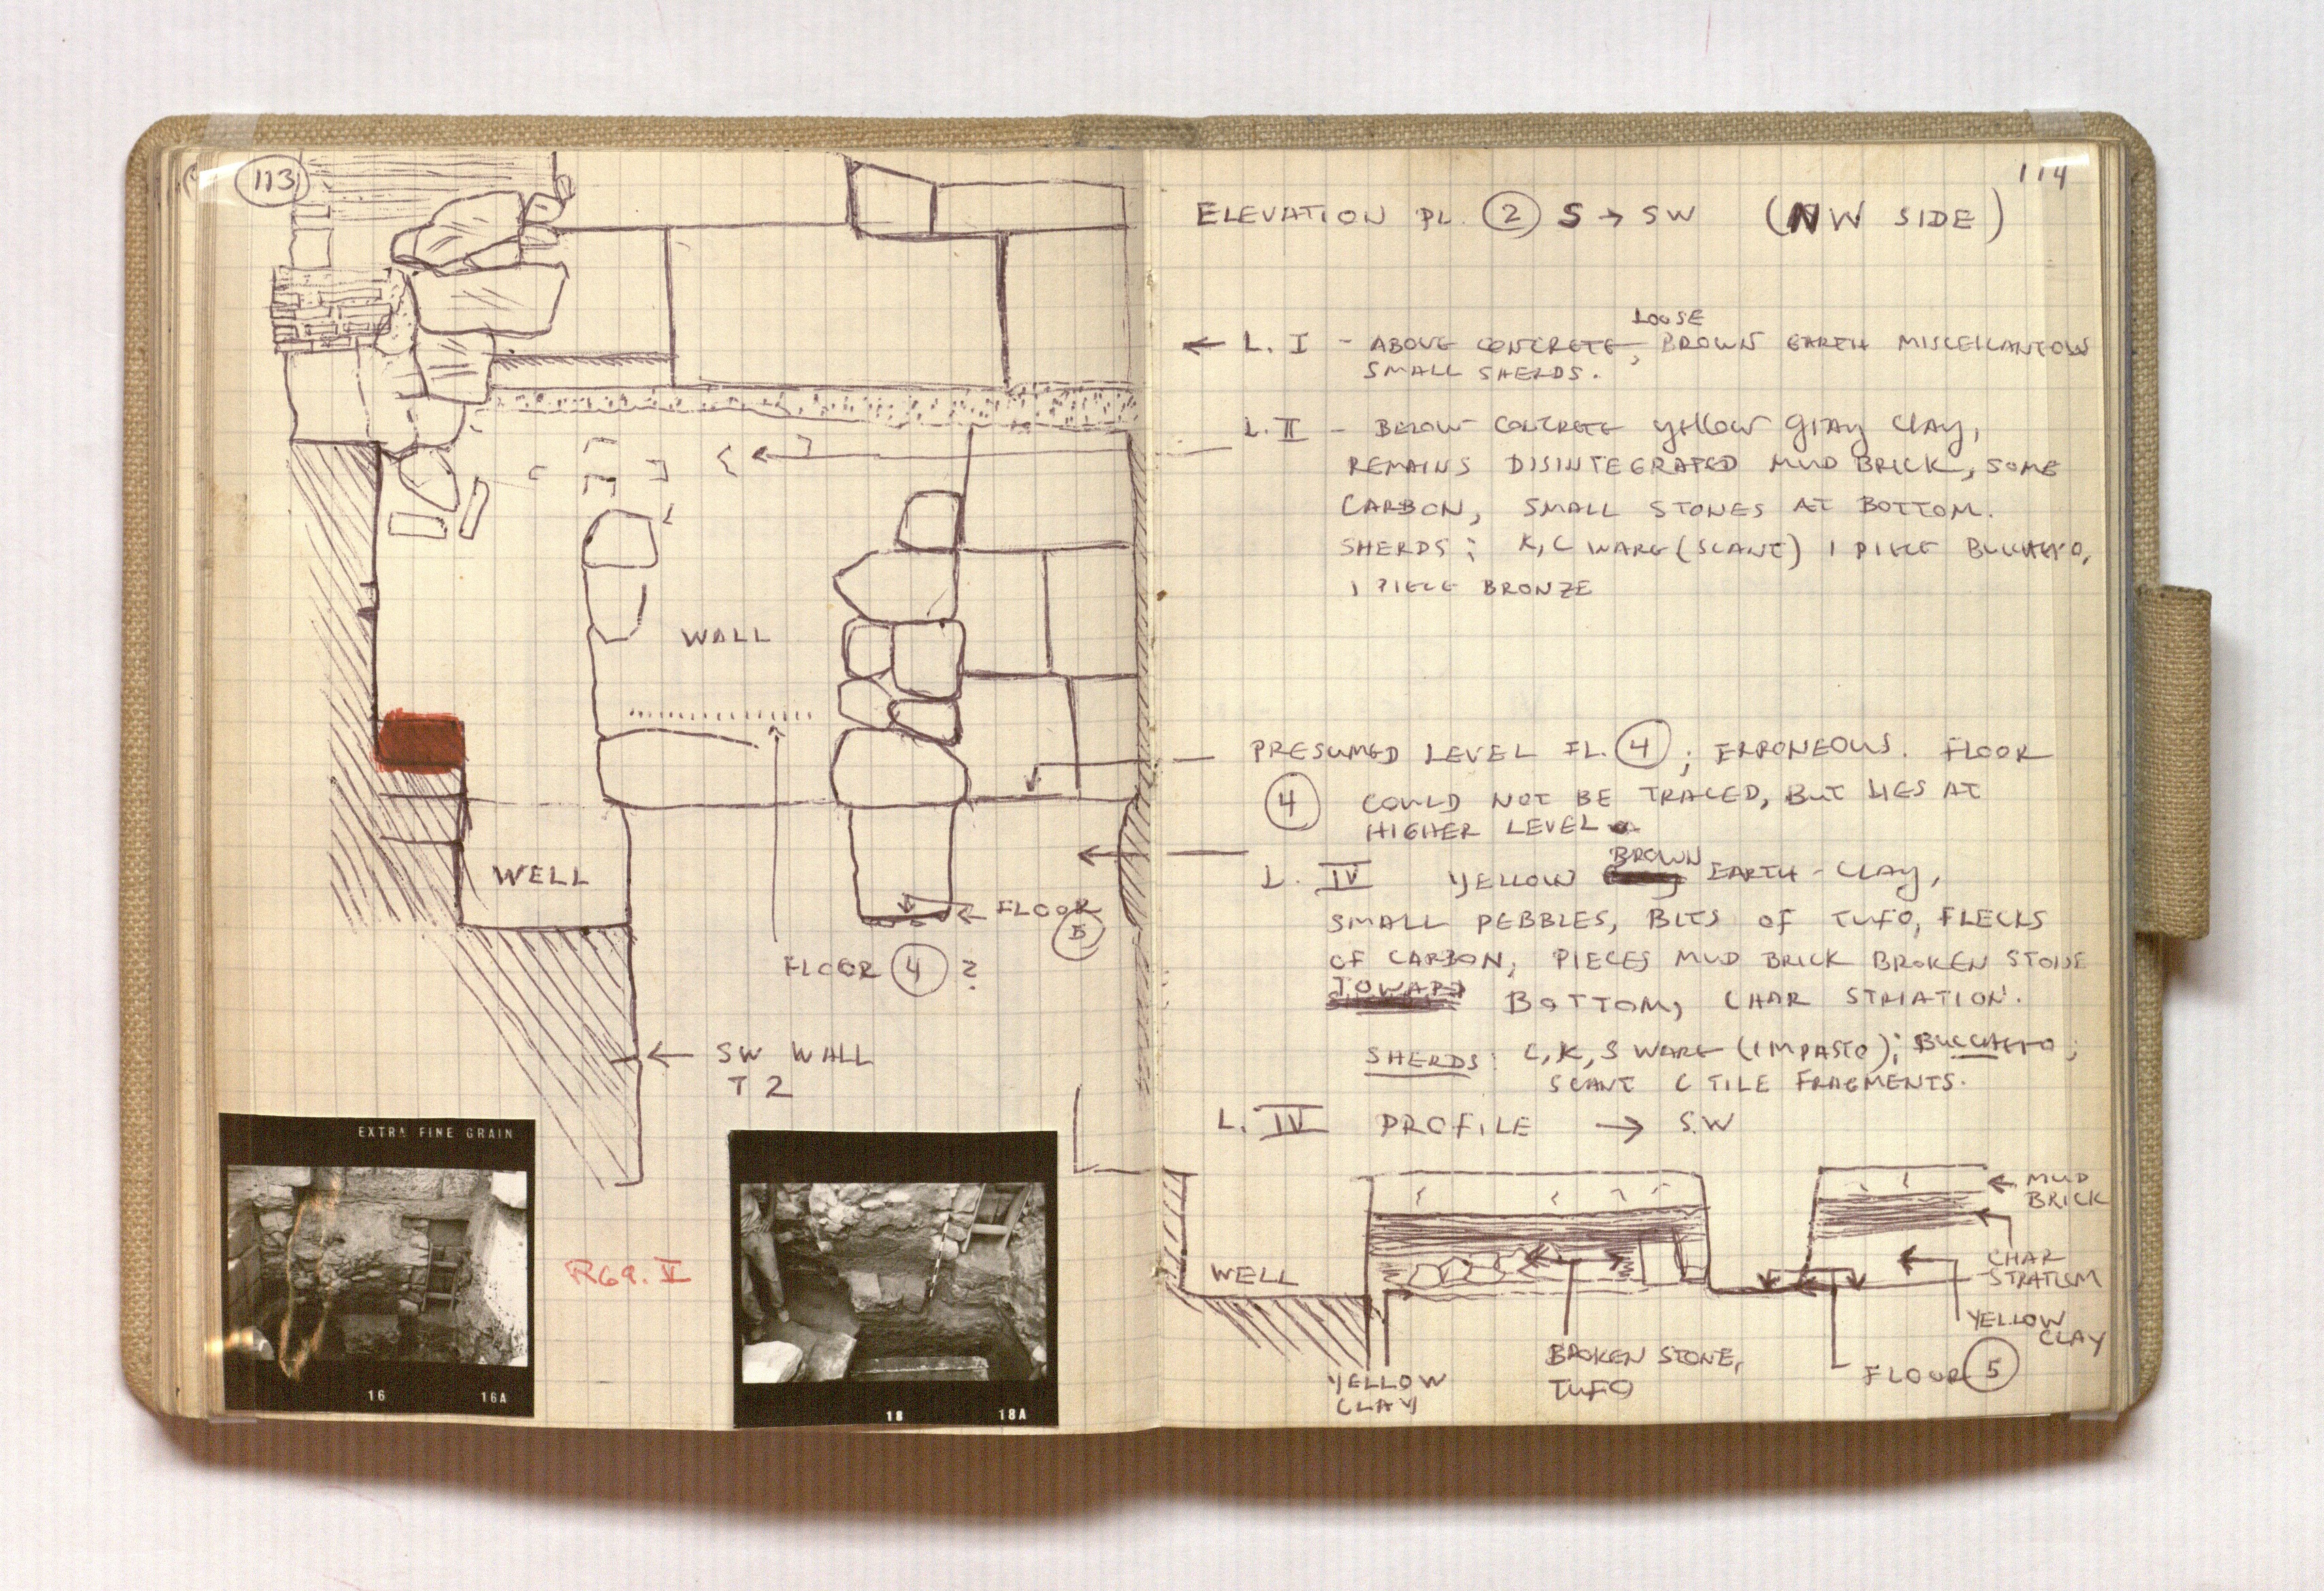 113
WALL
WELL
FLOOR
5
FLOOR 4 ?
SW WALL
T 2
EXTRA FINE GRAIN
16 16A
R69. V
18 18A
114
ELEVATION PL. 2 S → SW (NW SIDE)
LOOSE
← L. I - ABOVE CONCRETE, BROWN EARTH MISCELLANEOUS
SMALL SHERDS.
L. II - BELOW CONCRETE YELLOW GRAY CLAY,
REMAINS DISINTEGRATED MUD BRICK, SOME
CARBON, SMALL STONES AT BOTTOM.
SHERDS: K, C WARE (SCANT) 1 PIECE BUCCHERO,
1 PIECE BRONZE
PRESUMED LEVEL FL. 4; ERRONEOUS. FLOOR
4 COULD NOT BE TRACED, BUT LIES AT
HIGHER LEVEL
BROWN
L. IV YELLOW EARTH-CLAY,
SMALL PEBBLES, BITS OF TUFO, FLECKS
OF CARBON, PIECES MUD BRICK BROKEN STONE
TOWARD BOTTOM, CHAR STRIATION.
SHERDS: C, K, S WARE (IMPASTO); BUCCHERO;
SCANT C TILE FRAGMENTS.
L. IV PROFILE → SW
MUD
BRICK
WELL
CHAR
STRATUM
YELLOW
CLAY
BROKEN STONE,
TUFO
FLOOR 5
YELLOW
CLAY